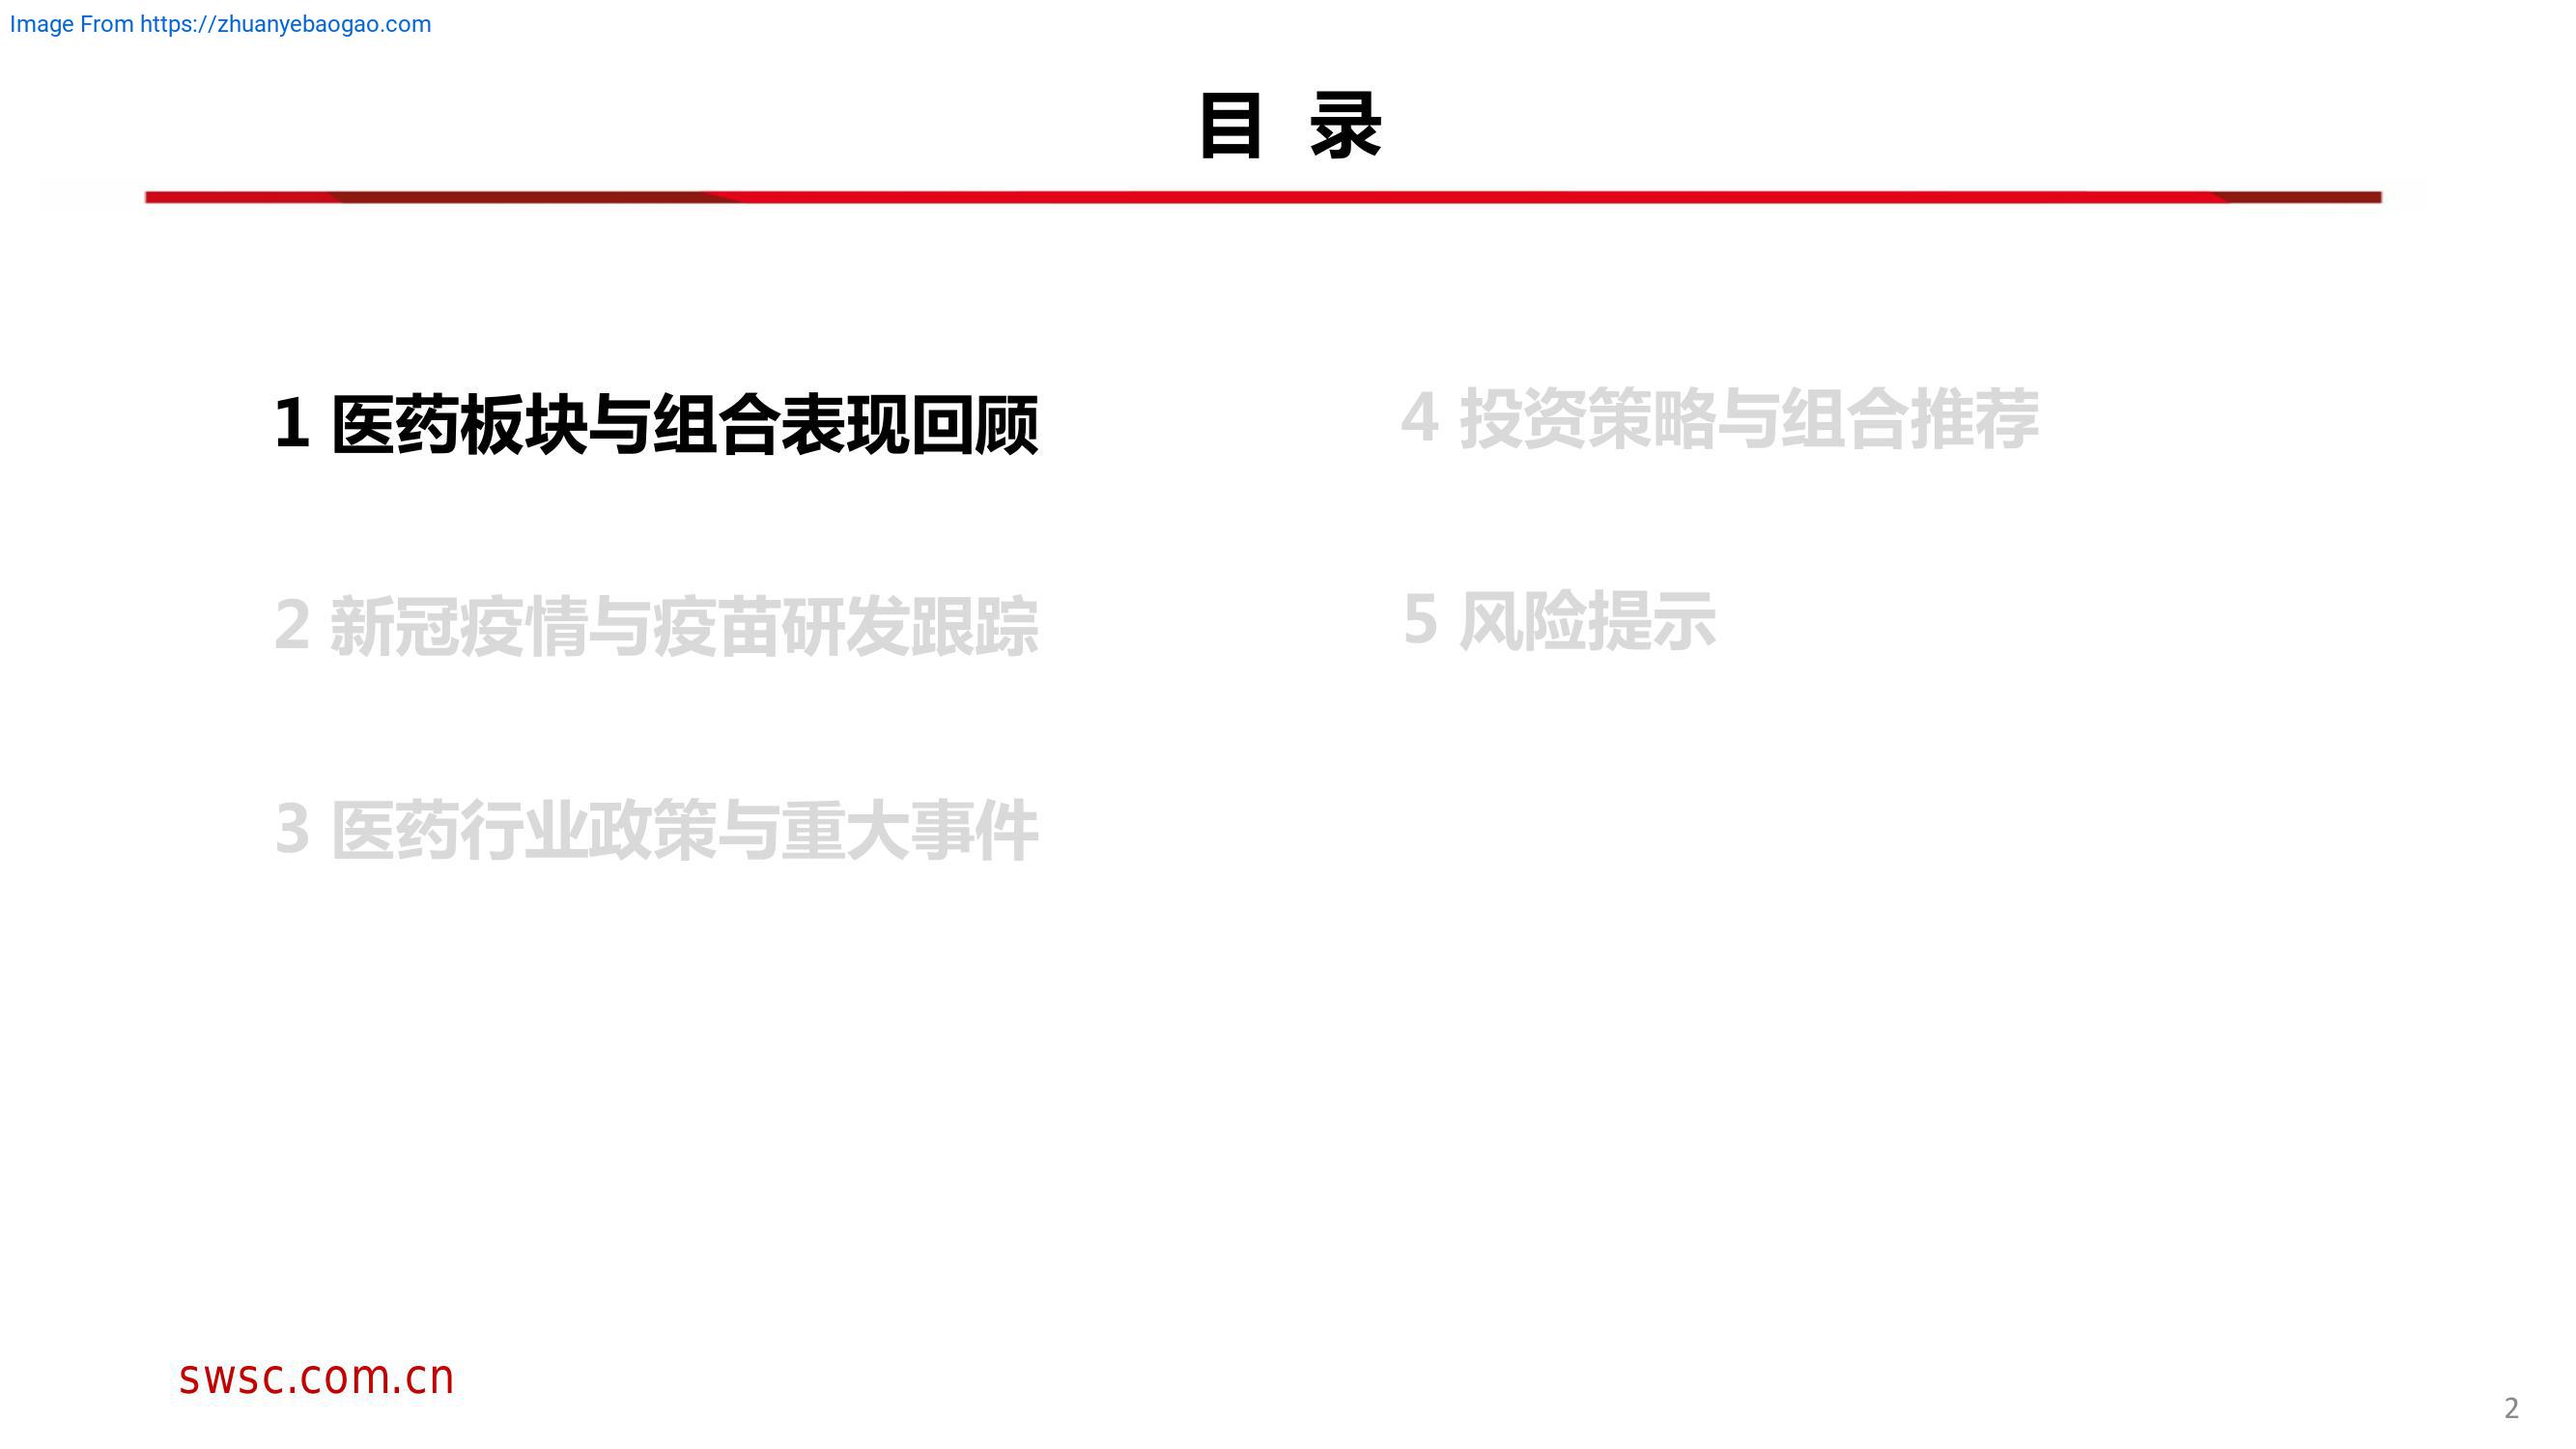 Image From https://zhuanyebaogao.com
目 录
1 医药板块与组合表现回顾
2 新冠疫情与疫苗研发跟踪
3 医药行业政策与重大事件
4 投资策略与组合推荐
5 风险提示
swsc.com.cn
2